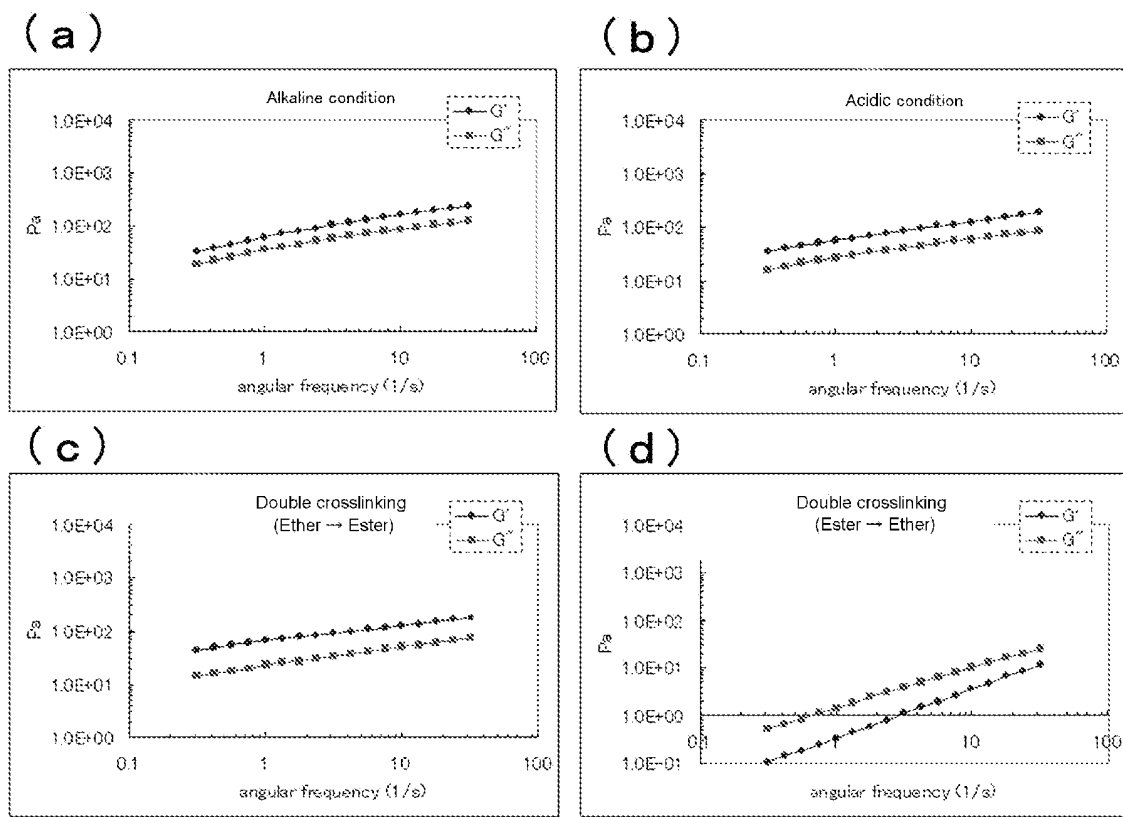 (a)
Alkaline condition
G'
G"
1.0E+04
1.0E+03
1.0E+02
1.0E+01
1.0E+00
Pa
0.1 1 10 100
angular frequency (1/s)
(b)
Acidic condition
G'
G"
1.0E+04
1.0E+03
1.0E+02
1.0E+01
1.0E+00
Pa
0.1 1 10 100
angular frequency (1/s)
(c)
Double crosslinking
(Ether → Ester)
G'
G"
1.0E+04
1.0E+03
1.0E+02
1.0E+01
1.0E+00
Pa
0.1 1 10 100
angular frequency (1/s)
(d)
Double crosslinking
(Ester → Ether)
G'
G"
1.0E+04
1.0E+03
1.0E+02
1.0E+01
1.0E+00
1.0E-01
Pa
0.1 1 10 100
angular frequency (1/s)